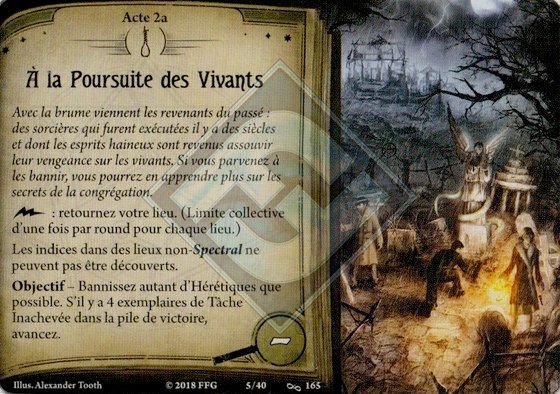 Acte 2a
À la Poursuite des Vivants
Avec la brume viennent les revenants du passé :
des sorcières qui furent exécutées il y a des siècles
et dont les esprits haineux sont revenus assouvir
leur vengeance sur les vivants. Si vous parvenez à
les bannir, vous pourrez en apprendre plus sur les
secrets de la congrégation.
: retournez votre lieu. (Limite collective
d'une fois par round pour chaque lieu.)
Les indices dans des lieux non-Spectral ne
peuvent pas être découverts.
Objectif – Bannissez autant d'Hérétiques que
possible. S'il y a 4 exemplaires de Tâche
Inachevée dans la pile de victoire,
avancez.
–
Illus. Alexander Tooth © 2018 FFG 5/40 165